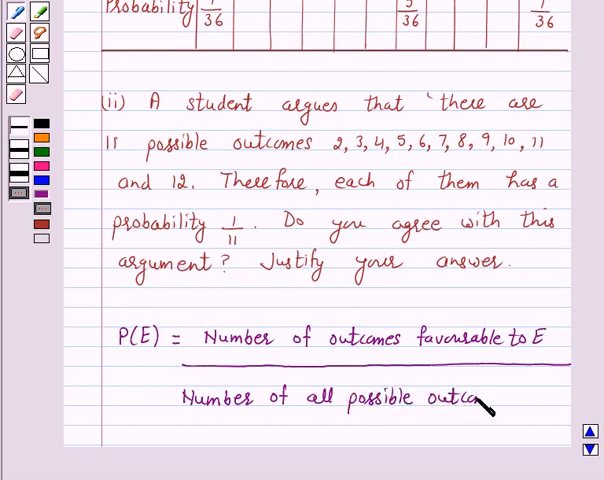 Probability 1/36 5/36 1/36
(ii) A student argues that 'there are
11 possible outcomes 2, 3, 4, 5, 6, 7, 8, 9, 10, 11
and 12. Therefore, each of them has a
probability 1/11. Do you agree with this
argument? Justify your answer.
P(E) = Number of outcomes favourable to E
Number of all possible outco